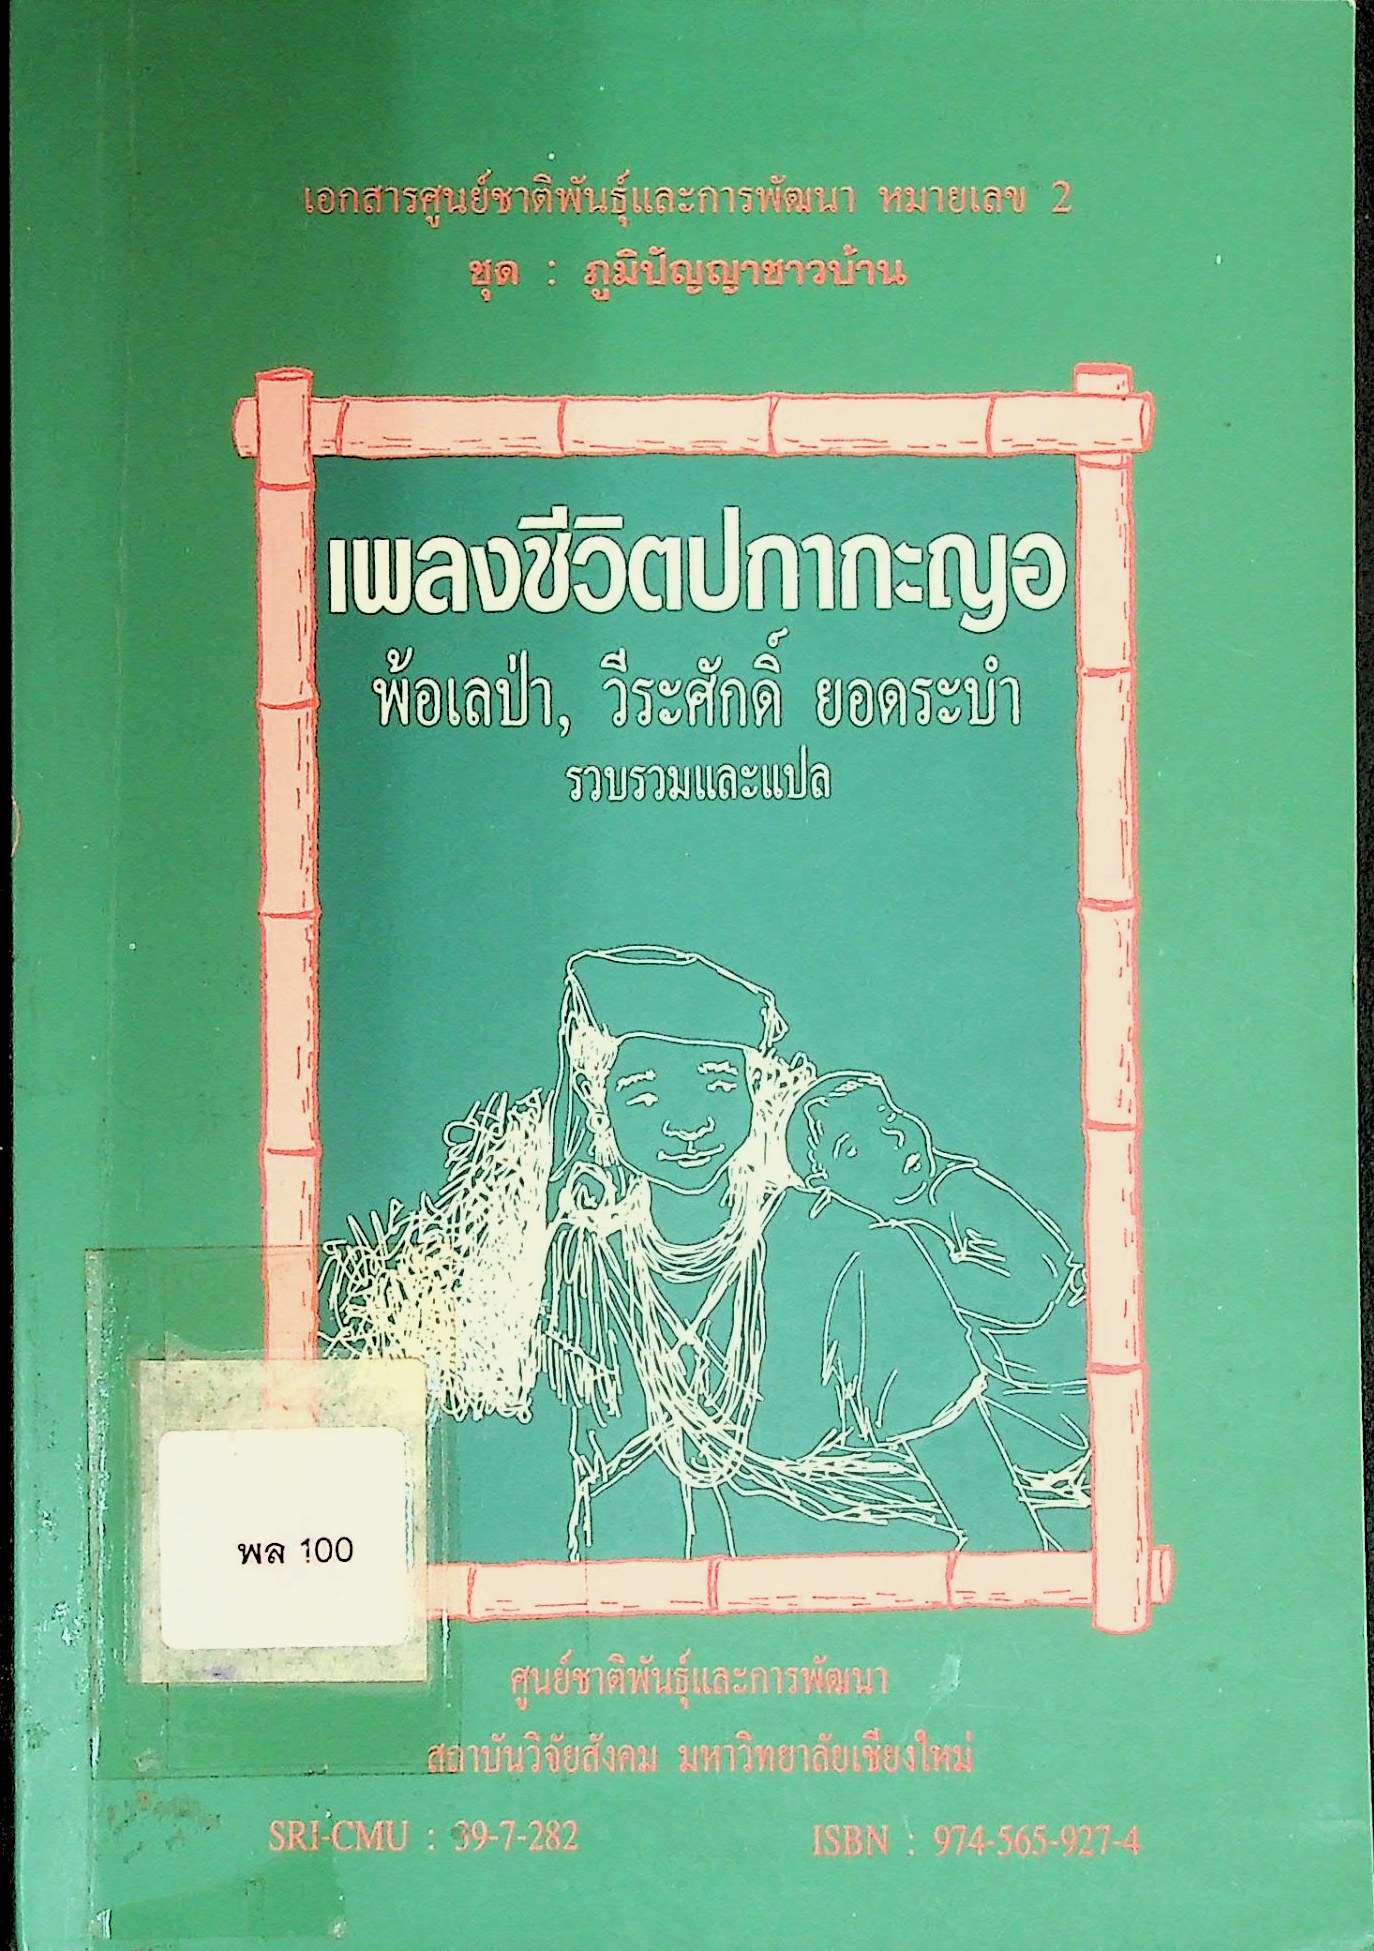 เอกสารศูนย์ชาติพันธุ์และการพัฒนา หมายเลข 2
ชุด : ภูมิปัญญาชาวบ้าน
เพลงชีวิตปกากะญอ
พ้อเลป่า, วีระศักดิ์ ยอดระบำ
รวบรวมและแปล
พล 100
ศูนย์ชาติพันธุ์และการพัฒนา
สถาบันวิจัยสังคม มหาวิทยาลัยเชียงใหม่
SRI-CMU : 39-7-282
ISBN : 974-565-927-4